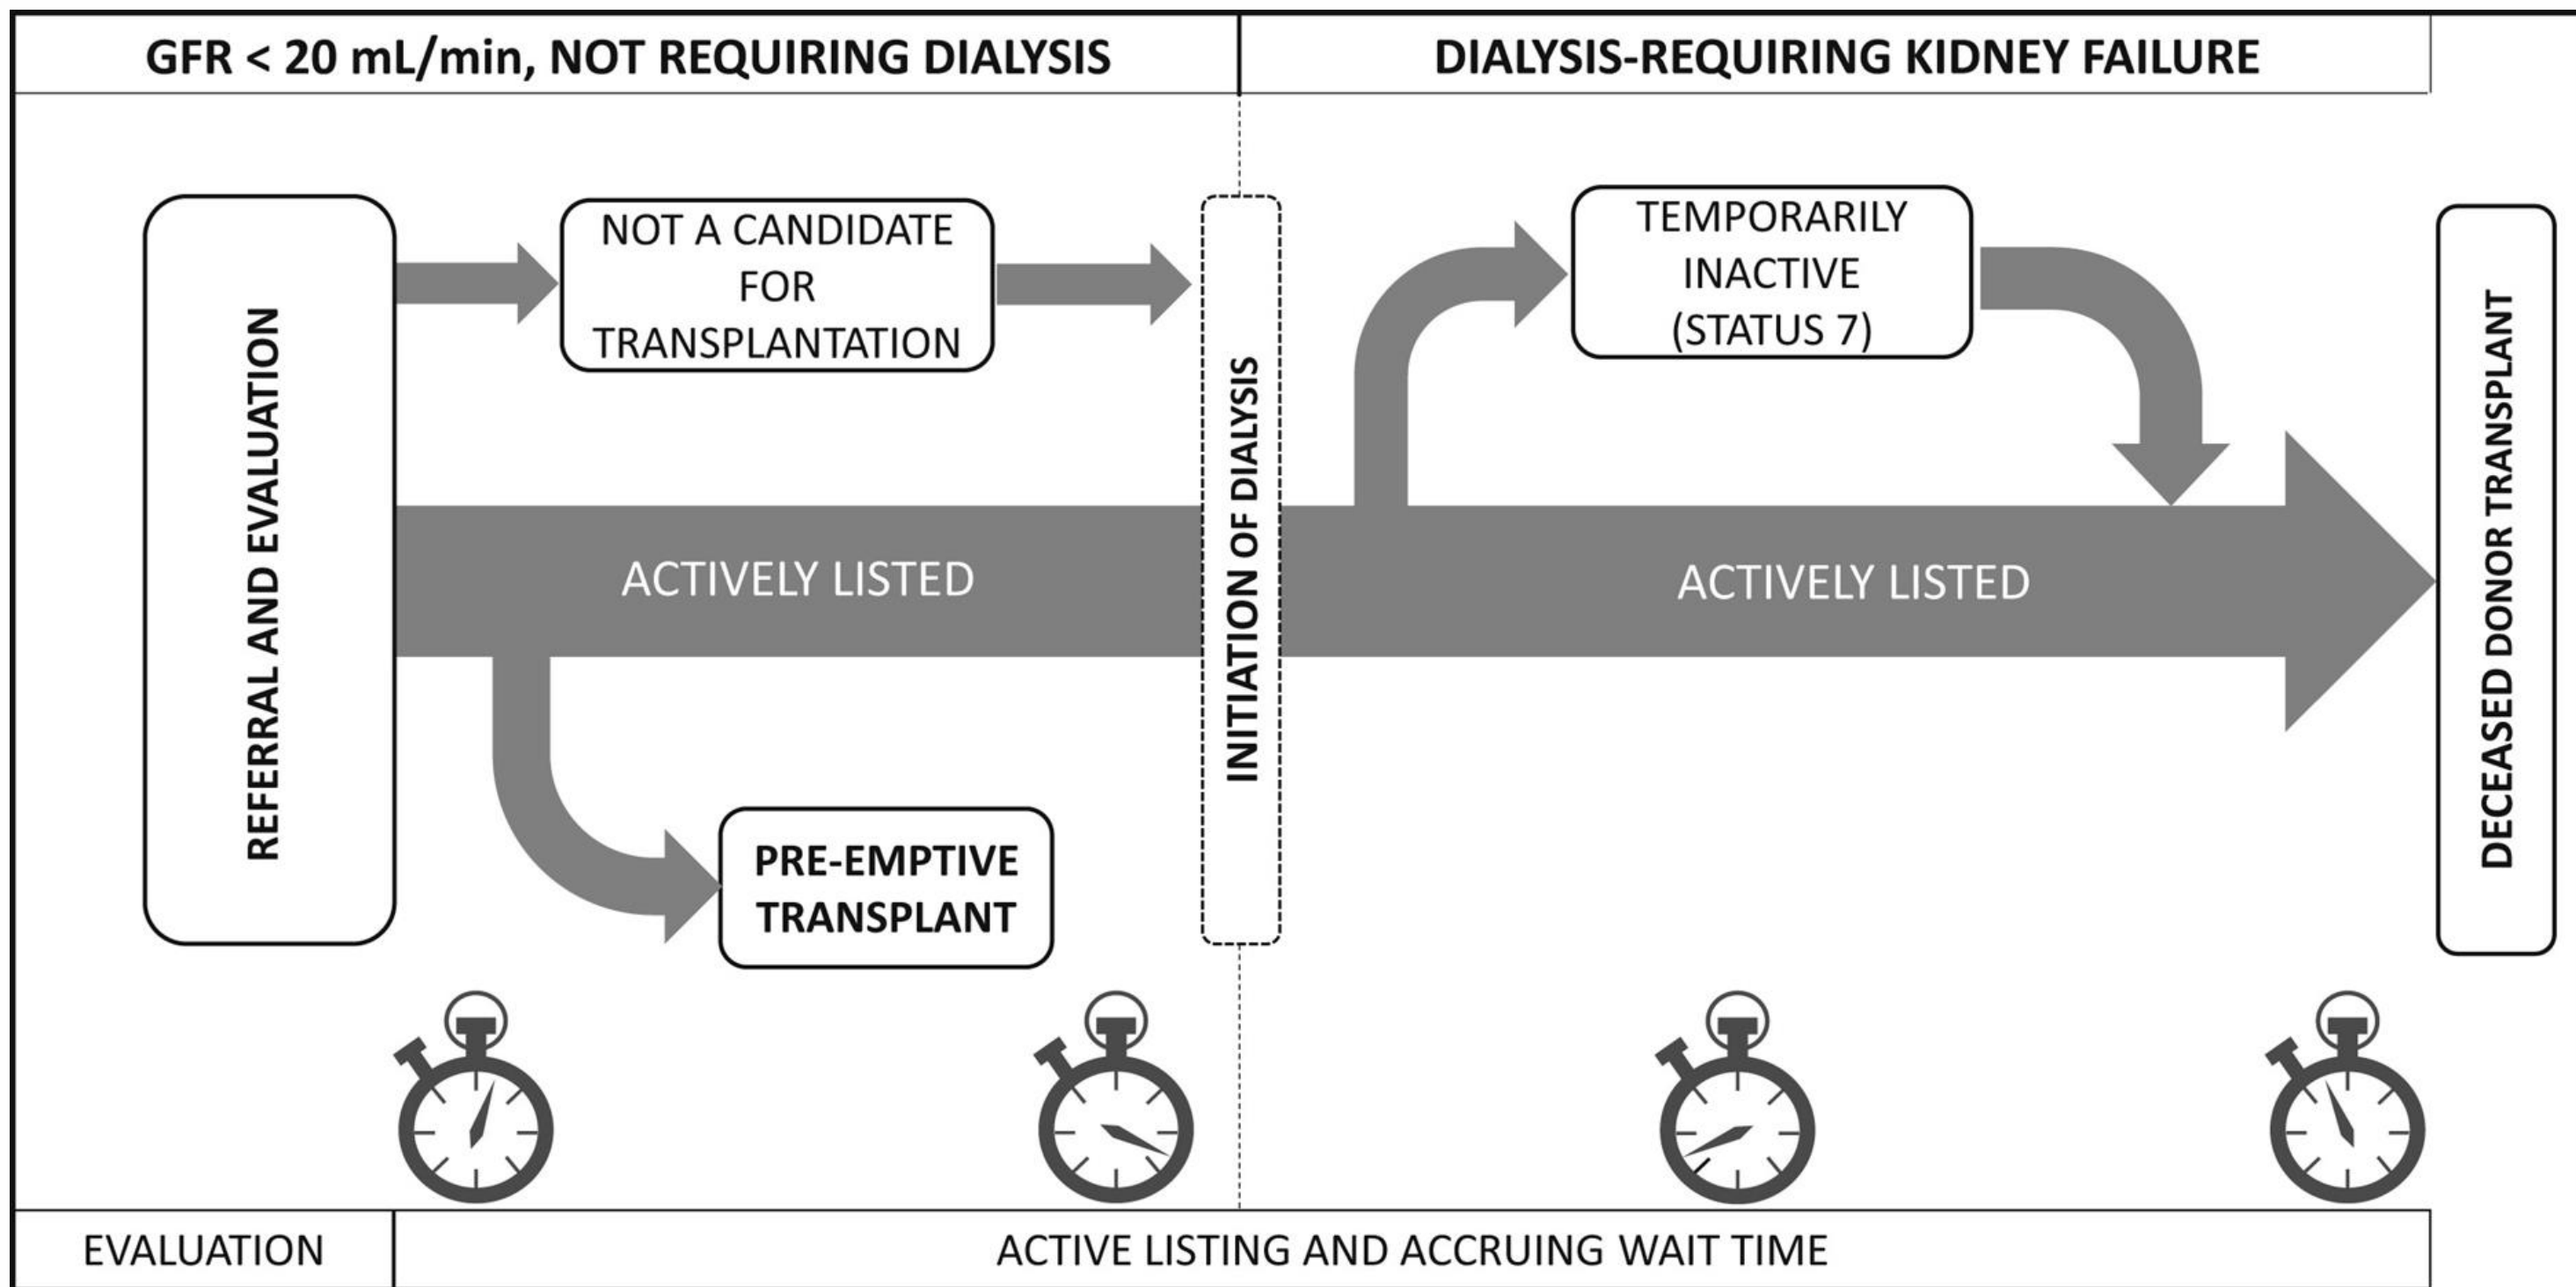 GFR < 20 mL/min, NOT REQUIRING DIALYSIS
DIALYSIS-REQUIRING KIDNEY FAILURE
REFERRAL AND EVALUATION
NOT A CANDIDATE
FOR
TRANSPLANTATION
ACTIVELY LISTED
PRE-EMPTIVE
TRANSPLANT
INITIATION OF DIALYSIS
TEMPORARILY
INACTIVE
(STATUS 7)
ACTIVELY LISTED
DECEASED DONOR TRANSPLANT
EVALUATION
ACTIVE LISTING AND ACCRUING WAIT TIME